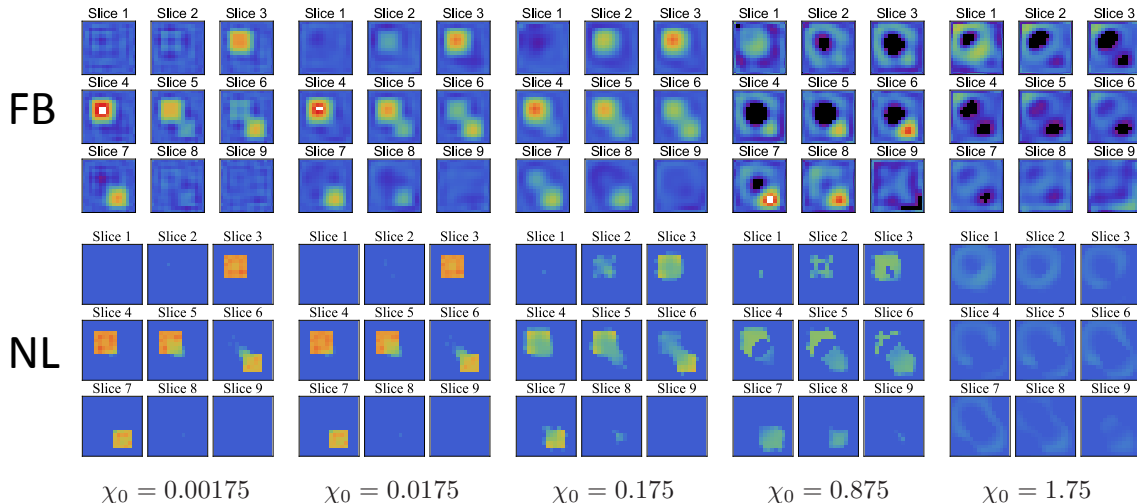 Slice 1 Slice 2 Slice 3 Slice 1 Slice 2 Slice 3 Slice 1 Slice 2 Slice 3 Slice 1 Slice 2 Slice 3 Slice 1 Slice 2 Slice 3
FB
Slice 4 Slice 5 Slice 6 Slice 4 Slice 5 Slice 6 Slice 4 Slice 5 Slice 6 Slice 4 Slice 5 Slice 6 Slice 4 Slice 5 Slice 6
Slice 7 Slice 8 Slice 9 Slice 7 Slice 8 Slice 9 Slice 7 Slice 8 Slice 9 Slice 7 Slice 8 Slice 9 Slice 7 Slice 8 Slice 9
Slice 1 Slice 2 Slice 3 Slice 1 Slice 2 Slice 3 Slice 1 Slice 2 Slice 3 Slice 1 Slice 2 Slice 3 Slice 1 Slice 2 Slice 3
NL
Slice 4 Slice 5 Slice 6 Slice 4 Slice 5 Slice 6 Slice 4 Slice 5 Slice 6 Slice 4 Slice 5 Slice 6 Slice 4 Slice 5 Slice 6
Slice 7 Slice 8 Slice 9 Slice 7 Slice 8 Slice 9 Slice 7 Slice 8 Slice 9 Slice 7 Slice 8 Slice 9 Slice 7 Slice 8 Slice 9
χ₀ = 0.00175 χ₀ = 0.0175 χ₀ = 0.175 χ₀ = 0.875 χ₀ = 1.75